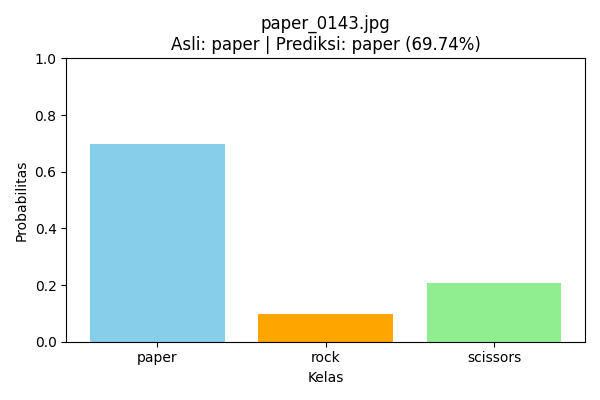 paper_0143.jpg
Asli: paper | Prediksi: paper (69.74%)
1.0
0.8
0.6
0.4
0.2
0.0
Probabilitas
paper rock scissors
Kelas